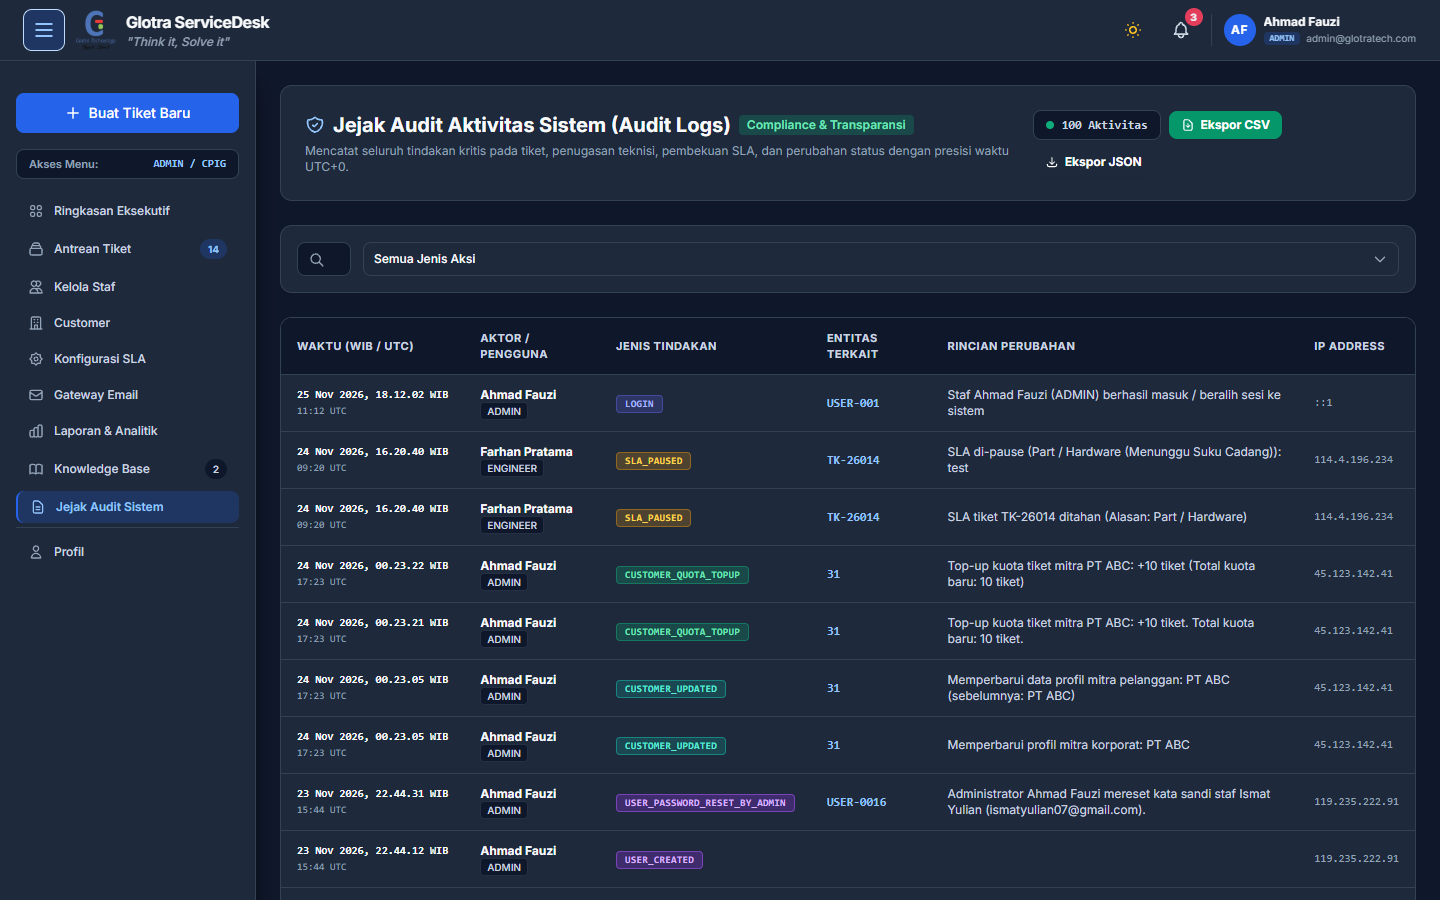 Glotra ServiceDesk
"Think it, Solve it"
3
AF
Ahmad Fauzi
ADMIN admin@glotratech.com
Buat Tiket Baru
Akses Menu: ADMIN / CPIG
Ringkasan Eksekutif
Antrean Tiket 14
Kelola Staf
Customer
Konfigurasi SLA
Gateway Email
Laporan & Analitik
Knowledge Base 2
Jejak Audit Sistem
Profil
Jejak Audit Aktivitas Sistem (Audit Logs) Compliance & Transparansi
Mencatat seluruh tindakan kritis pada tiket, penugasan teknisi, pembekuan SLA, dan perubahan status dengan presisi waktu
UTC+0.
100 Aktivitas
Ekspor CSV
Ekspor JSON
Semua Jenis Aksi
WAKTU (WIB / UTC)
AKTOR /
PENGGUNA
JENIS TINDAKAN
ENTITAS
TERKAIT
RINCIAN PERUBAHAN
IP ADDRESS
25 Nov 2026, 18.12.02 WIB
11:12 UTC
Ahmad Fauzi
ADMIN
LOGIN
USER-001
Staf Ahmad Fauzi (ADMIN) berhasil masuk / beralih sesi ke
sistem
::1
24 Nov 2026, 16.20.40 WIB
09:20 UTC
Farhan Pratama
ENGINEER
SLA_PAUSED
TK-26014
SLA di-pause (Part / Hardware (Menunggu Suku Cadang)):
test
114.4.196.234
24 Nov 2026, 16.20.40 WIB
09:20 UTC
Farhan Pratama
ENGINEER
SLA_PAUSED
TK-26014
SLA tiket TK-26014 ditahan (Alasan: Part / Hardware)
114.4.196.234
24 Nov 2026, 00.23.22 WIB
17:23 UTC
Ahmad Fauzi
ADMIN
CUSTOMER_QUOTA_TOPUP
31
Top-up kuota tiket mitra PT ABC: +10 tiket (Total kuota
baru: 10 tiket)
45.123.142.41
24 Nov 2026, 00.23.21 WIB
17:23 UTC
Ahmad Fauzi
ADMIN
CUSTOMER_QUOTA_TOPUP
31
Top-up kuota tiket mitra PT ABC: +10 tiket. Total kuota
baru: 10 tiket.
45.123.142.41
24 Nov 2026, 00.23.05 WIB
17:23 UTC
Ahmad Fauzi
ADMIN
CUSTOMER_UPDATED
31
Memperbarui data profil mitra pelanggan: PT ABC
(sebelumnya: PT ABC)
45.123.142.41
24 Nov 2026, 00.23.05 WIB
17:23 UTC
Ahmad Fauzi
ADMIN
CUSTOMER_UPDATED
31
Memperbarui profil mitra korporat: PT ABC
45.123.142.41
23 Nov 2026, 22.44.31 WIB
15:44 UTC
Ahmad Fauzi
ADMIN
USER_PASSWORD_RESET_BY_ADMIN
USER-0016
Administrator Ahmad Fauzi mereset kata sandi staf Ismat
Yulian (ismatyulian07@gmail.com).
119.235.222.91
23 Nov 2026, 22.44.12 WIB
15:44 UTC
Ahmad Fauzi
ADMIN
USER_CREATED
119.235.222.91